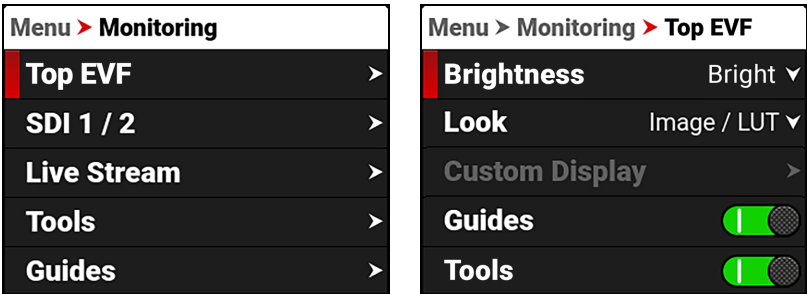 Menu ➤ Monitoring
Top EVF
SDI 1 / 2
Live Stream
Tools
Guides
Menu ➤ Monitoring ➤ Top EVF
Brightness Bright
Look Image / LUT
Custom Display
Guides
Tools